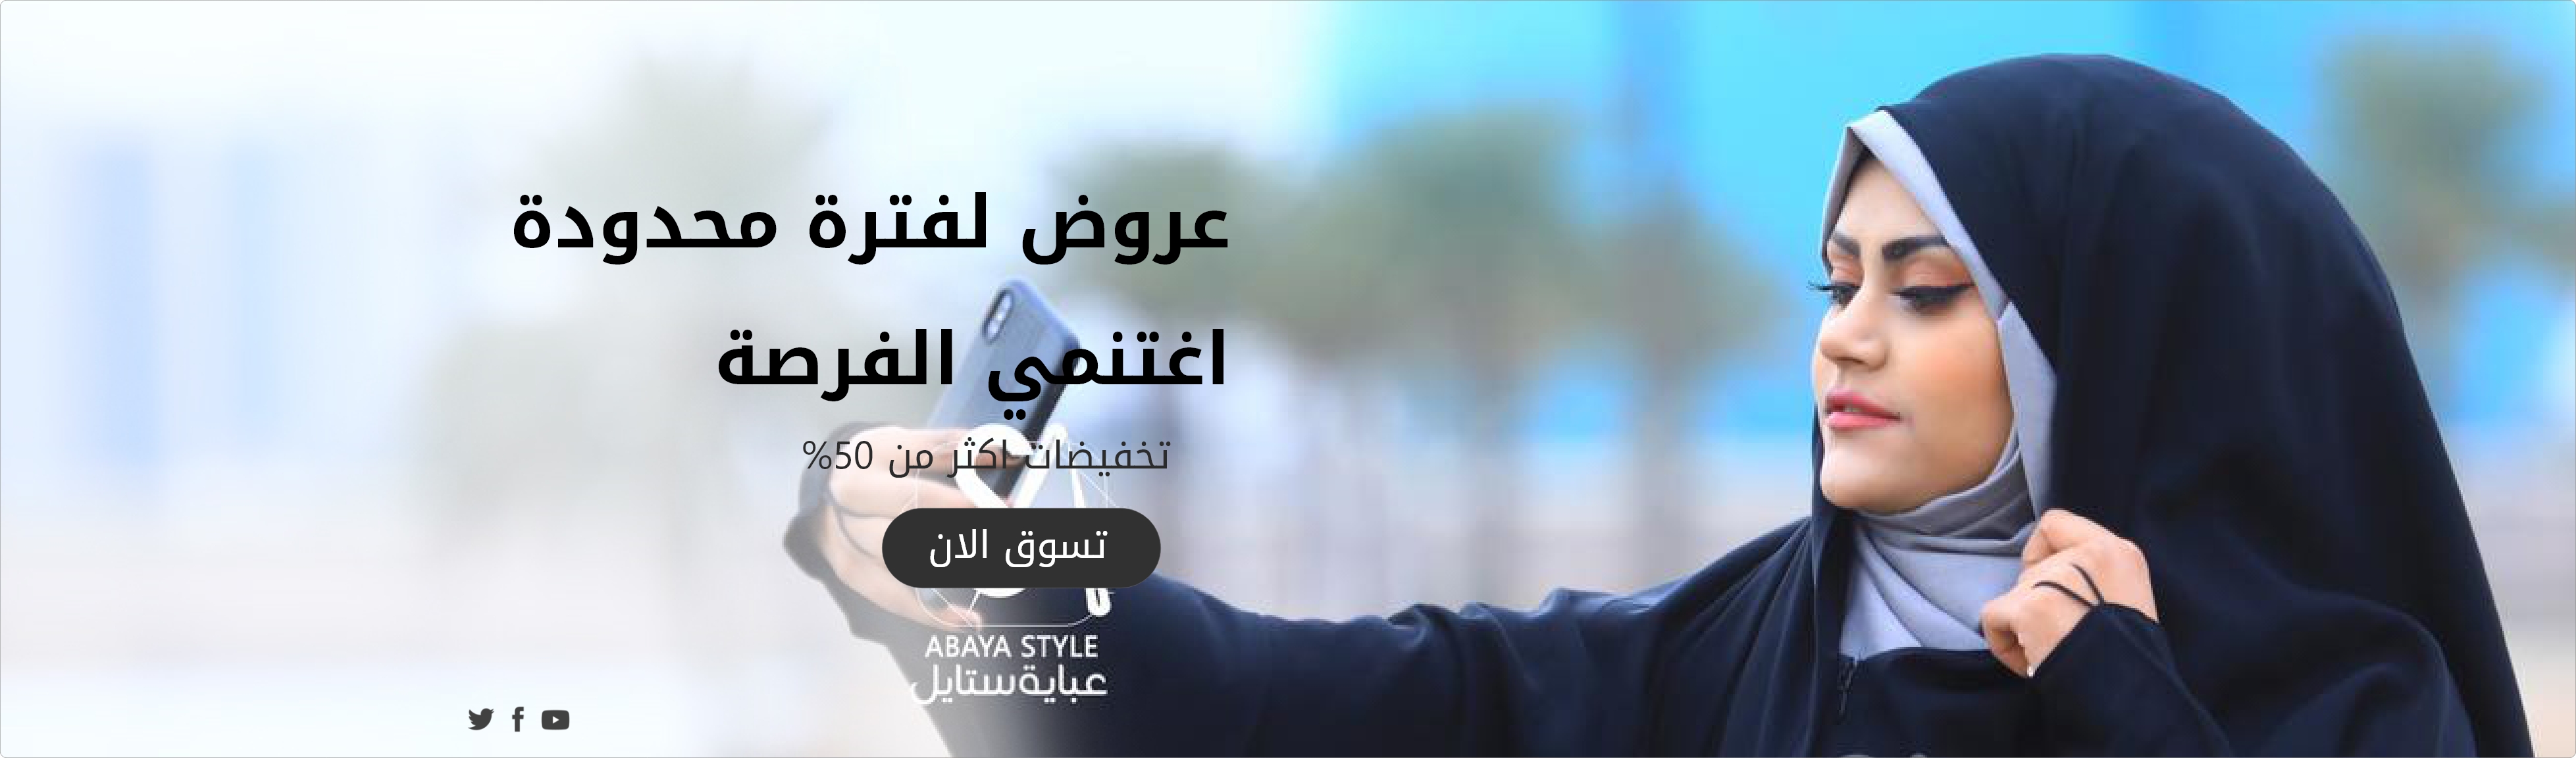 عروض لفترة محدودة
اغتنمي الفرصة
تخفيضات اكثر من 50%
تسوق الان
ABAYA STYLE
عباية ستايل